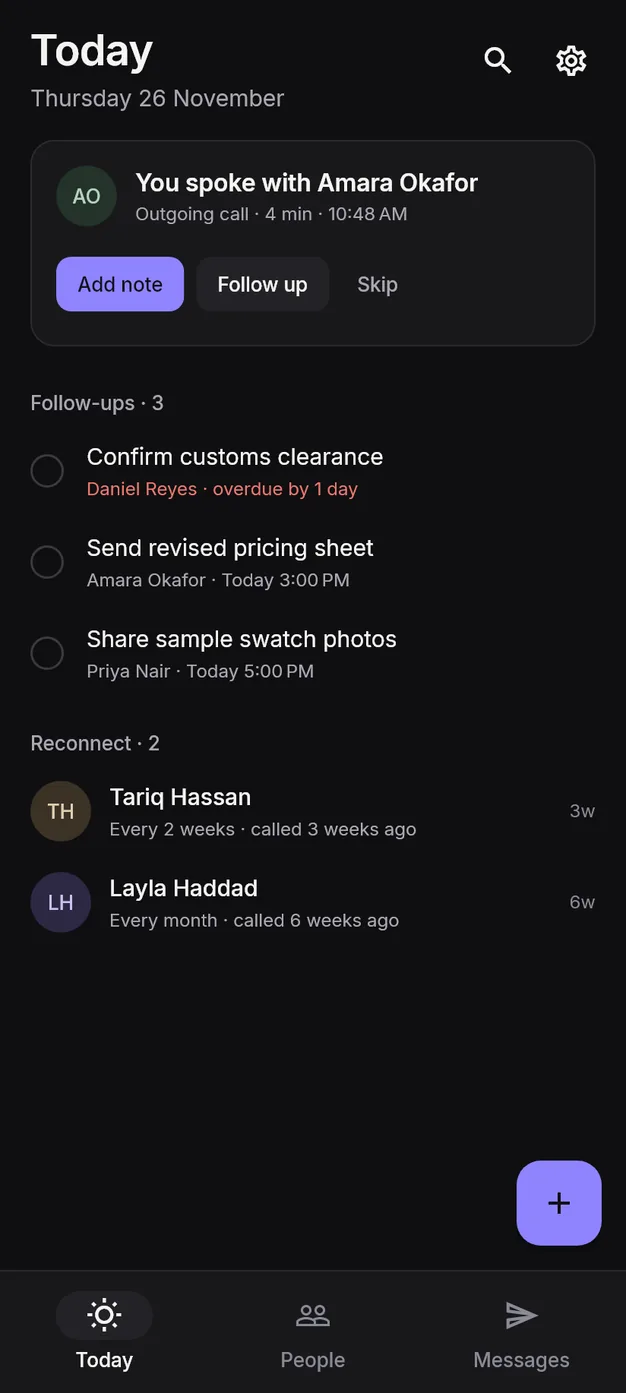 Today
Thursday 26 November
AO
You spoke with Amara Okafor
Outgoing call · 4 min · 10:48 AM
Add note
Follow up
Skip
Follow-ups · 3
Confirm customs clearance
Daniel Reyes · overdue by 1 day
Send revised pricing sheet
Amara Okafor · Today 3:00 PM
Share sample swatch photos
Priya Nair · Today 5:00 PM
Reconnect · 2
TH
Tariq Hassan
Every 2 weeks · called 3 weeks ago
3w
LH
Layla Haddad
Every month · called 6 weeks ago
6w
Today
People
Messages